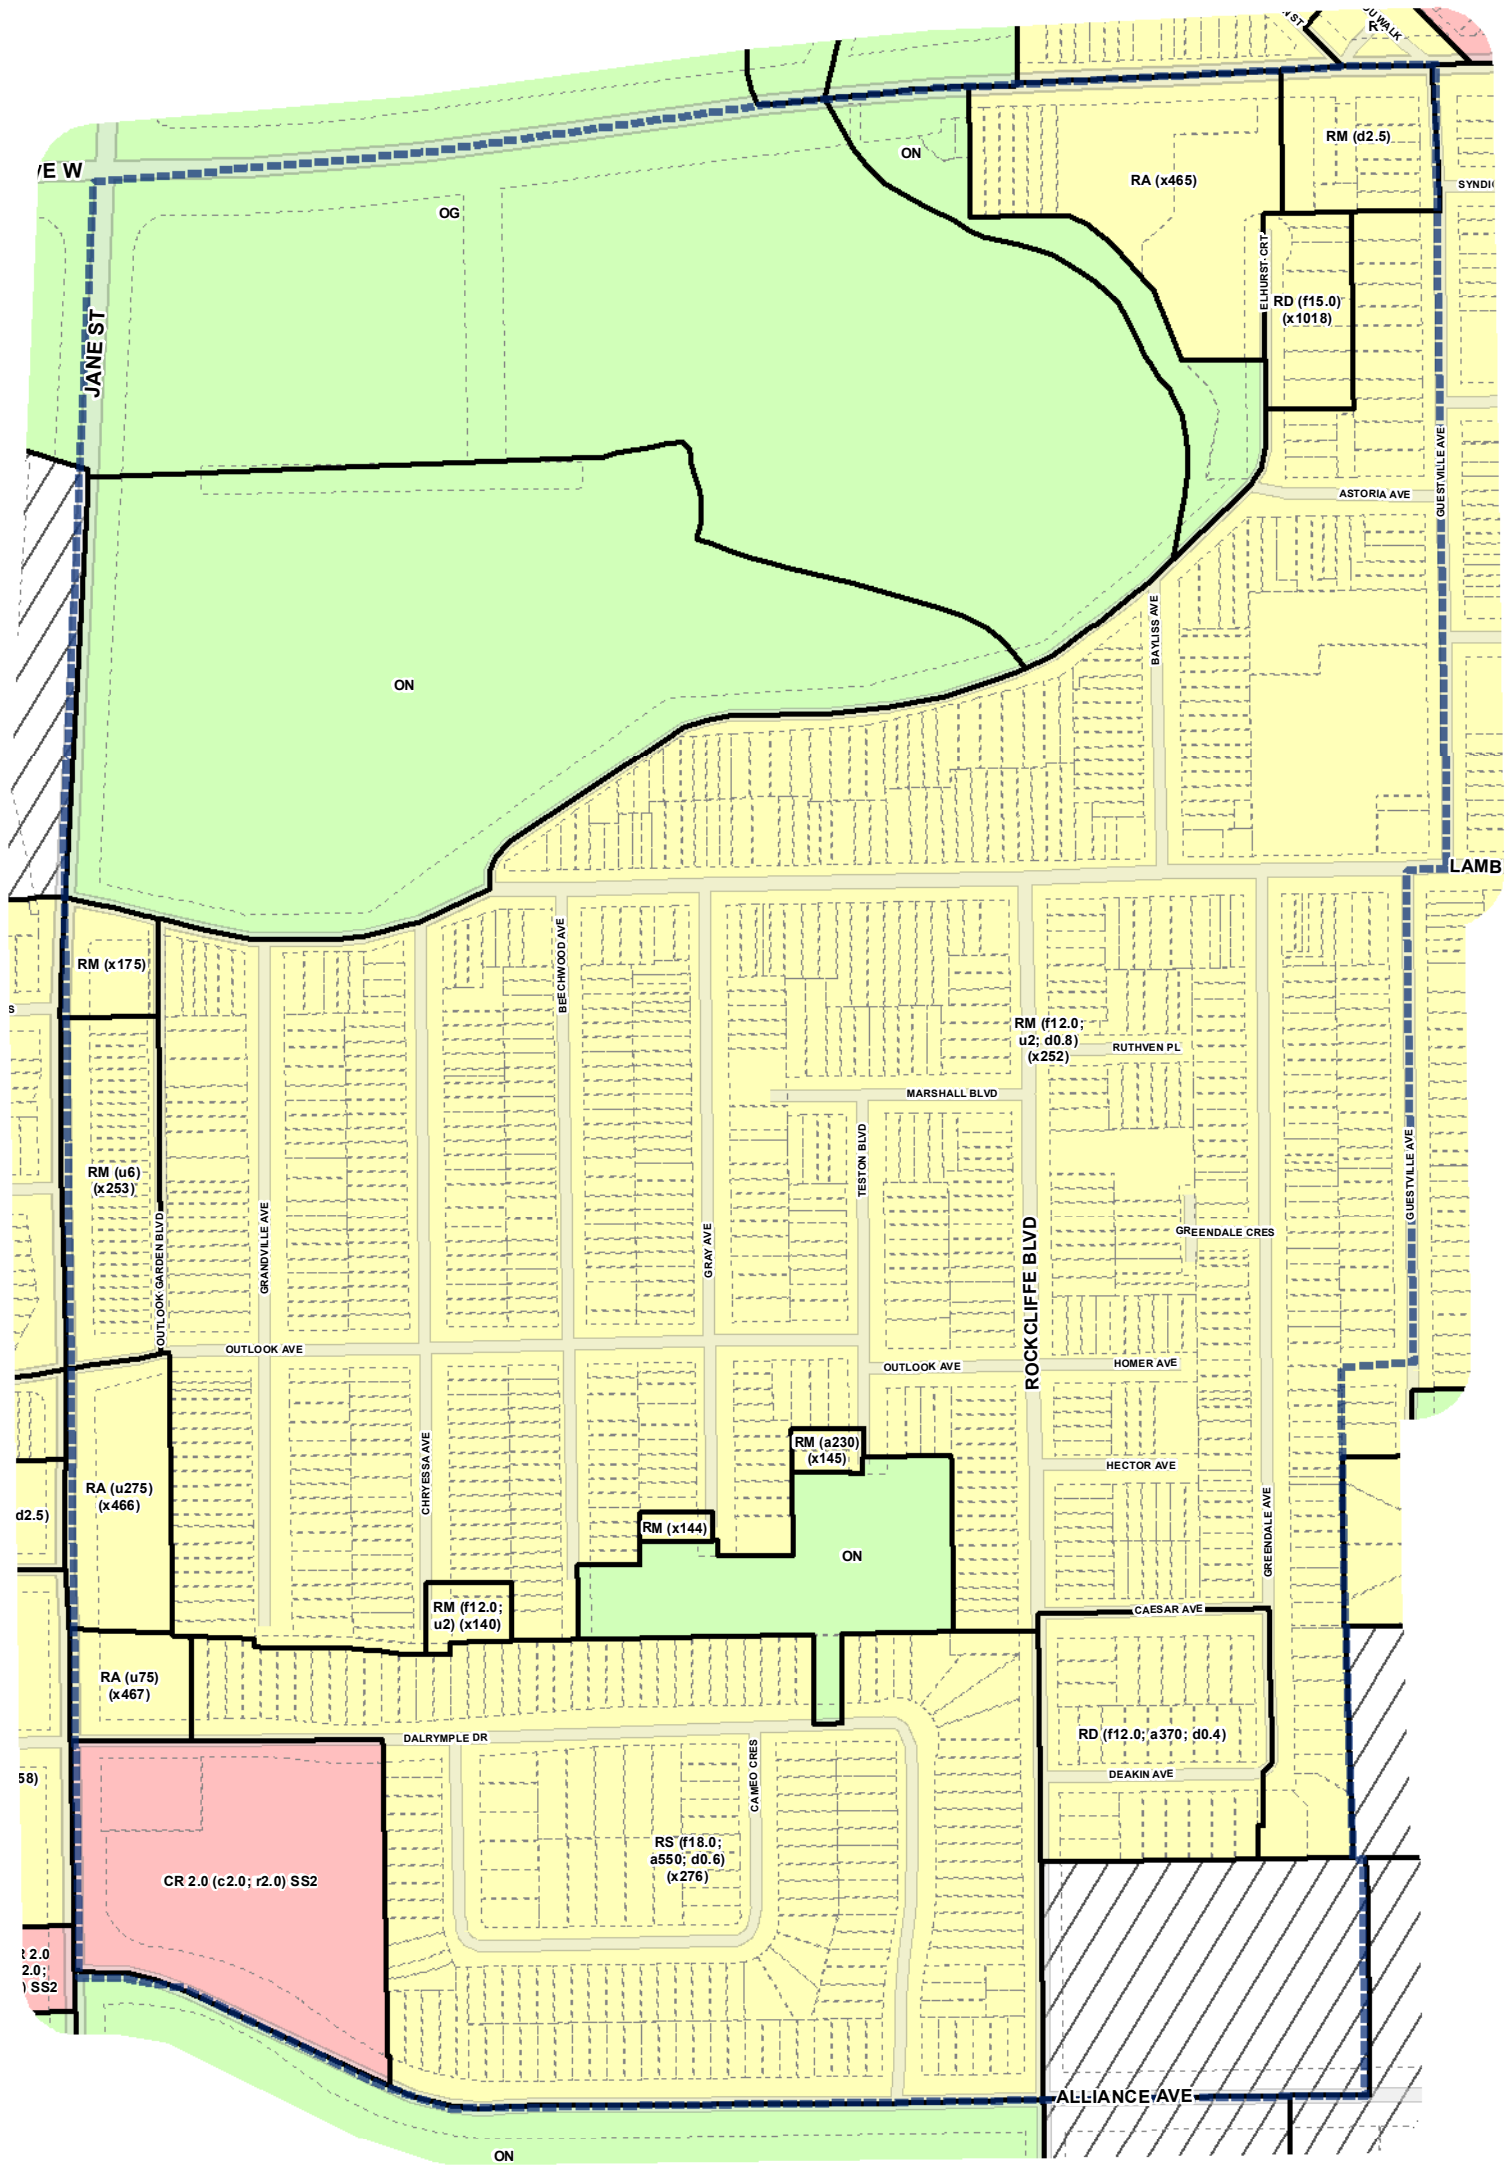 R
VE W
ON
RM (d2.5)
RA (x465)
SYNDI
OG
ELHURST CRT
RD (f15.0)
(x1018)
JANE ST
GUESTVILLE AVE
ASTORIA AVE
BAYLISS AVE
ON
LAMB
BEECHWOOD AVE
RM (x175)
S
RM (f12.0;
u2; d0.8)
(x252)
RUTHVEN PL
MARSHALL BLVD
TESTON BLVD
GUESTVILLE AVE
RM (u6)
(x253)
GRANDVILLE AVE
GRAY AVE
GREENDALE CRES
OUTLOOK GARDEN BLVD
ROCKCLIFFE BLVD
OUTLOOK AVE
OUTLOOK AVE
HOMER AVE
CHRYESSA AVE
RM (a230)
(x145)
HECTOR AVE
RA (u275)
(x466)
d2.5)
RM (x144)
GREENDALE AVE
ON
RM (f12.0;
u2) (x140)
CAESAR AVE
RA (u75)
(x467)
DALRYMPLE DR
RD (f12.0; a370; d0.4)
CAMEO CRES
DEAKIN AVE
58)
RS (f18.0;
a550; d0.6)
(x276)
CR 2.0 (c2.0; r2.0) SS2
R 2.0
2.0;
) SS2
ALLIANCE AVE
ON